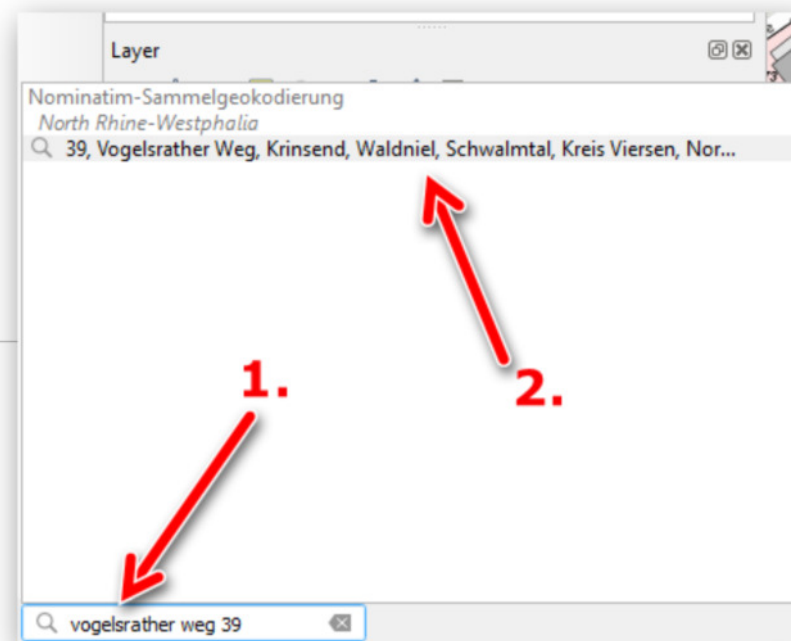 Layer
Nominatim-Sammelgeokodierung
North Rhine-Westphalia
39, Vogelsrather Weg, Krinsend, Waldniel, Schwalmtal, Kreis Viersen, Nor...
1.
2.
vogelsrather weg 39